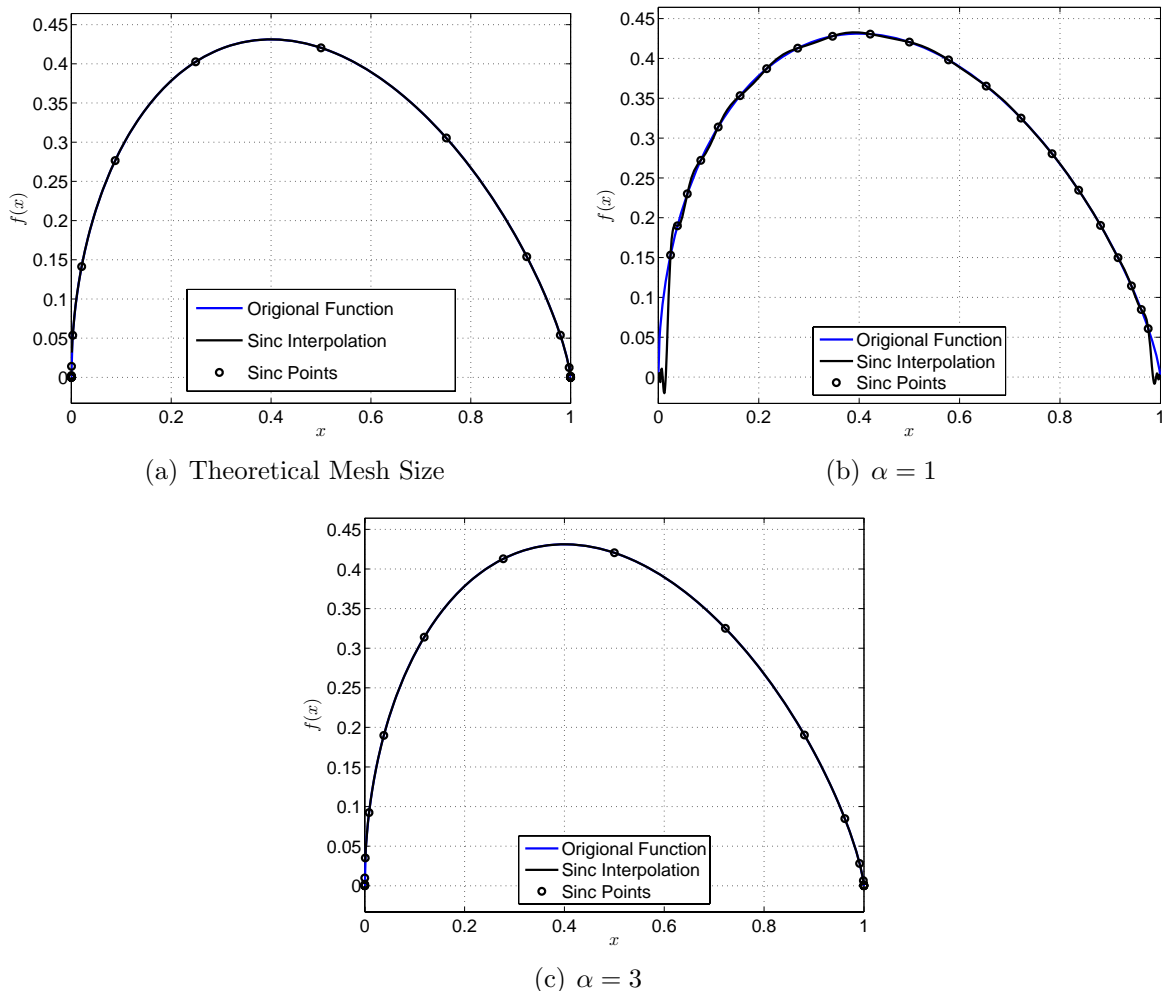 0.45
0.4
0.35
0.3
0.25
0.2
0.15
0.1
0.05
0
f(x)
0 0.2 0.4 0.6 0.8 1
x
Origional Function
Sinc Interpolation
Sinc Points
(a) Theoretical Mesh Size
0.45
0.4
0.35
0.3
0.25
0.2
0.15
0.1
0.05
0
f(x)
0 0.2 0.4 0.6 0.8 1
x
Origional Function
Sinc Interpolation
Sinc Points
(b) α = 1
0.45
0.4
0.35
0.3
0.25
0.2
0.15
0.1
0.05
0
f(x)
0 0.2 0.4 0.6 0.8 1
x
Origional Function
Sinc Interpolation
Sinc Points
(c) α = 3